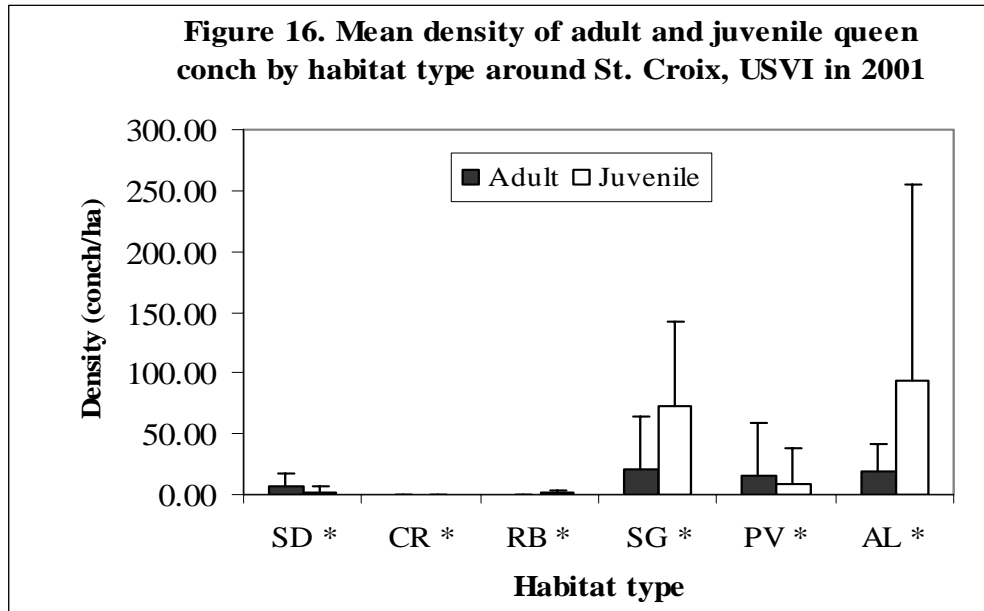 Figure 16. Mean density of adult and juvenile queen
conch by habitat type around St. Croix, USVI in 2001
300.00
250.00
200.00
150.00
100.00
50.00
0.00
Density (conch/ha)
Adult Juvenile
SD * CR * RB * SG * PV * AL *
Habitat type